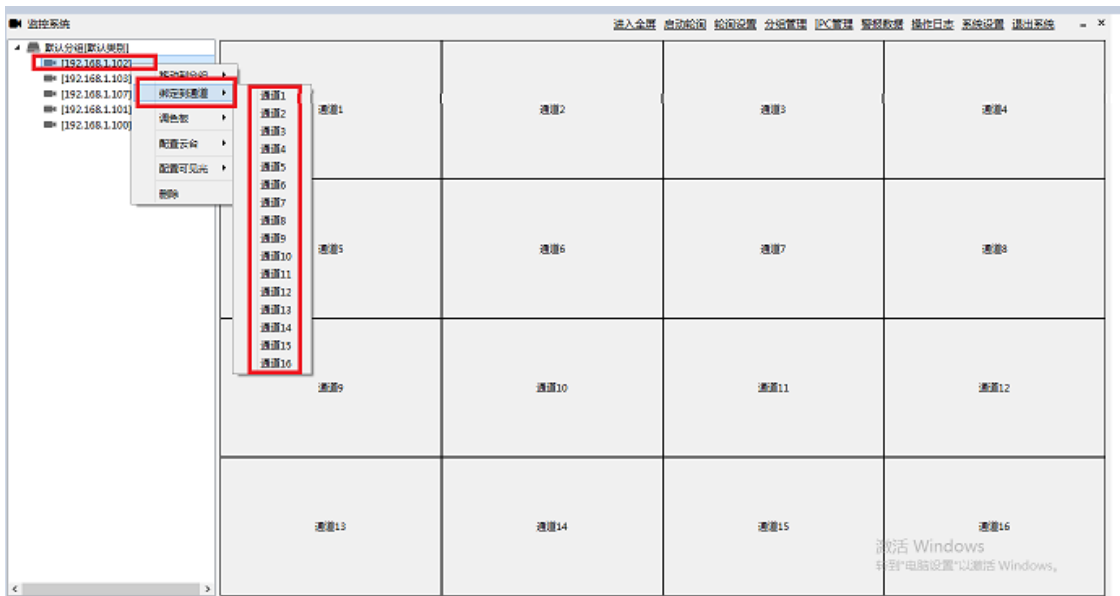 监控系统
进入全屏 启动轮询 轮询设置 分组管理 IPC管理 警报数据 操作日志 系统设置 退出系统
默认分组[默认类别]
[192.168.1.102]
[192.168.1.103]
[192.168.1.107]
[192.168.1.101]
[192.168.1.100]
移动到分组
绑定到通道
调色板
配置云台
配置可见光
删除
通道1
通道2
通道3
通道4
通道5
通道6
通道7
通道8
通道9
通道10
通道11
通道12
通道13
通道14
通道15
通道16
通道1 通道2 通道3 通道4
通道5 通道6 通道7 通道8
通道9 通道10 通道11 通道12
通道13 通道14 通道15 通道16
激活 Windows
转到"电脑设置"以激活 Windows。